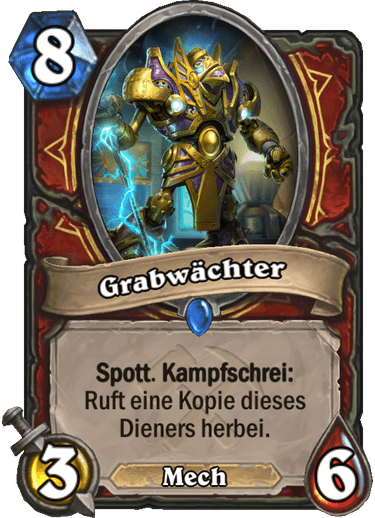 8
Grabwächter
Spott. Kampfschrei:
Ruft eine Kopie dieses
Dieners herbei.
3
Mech
6